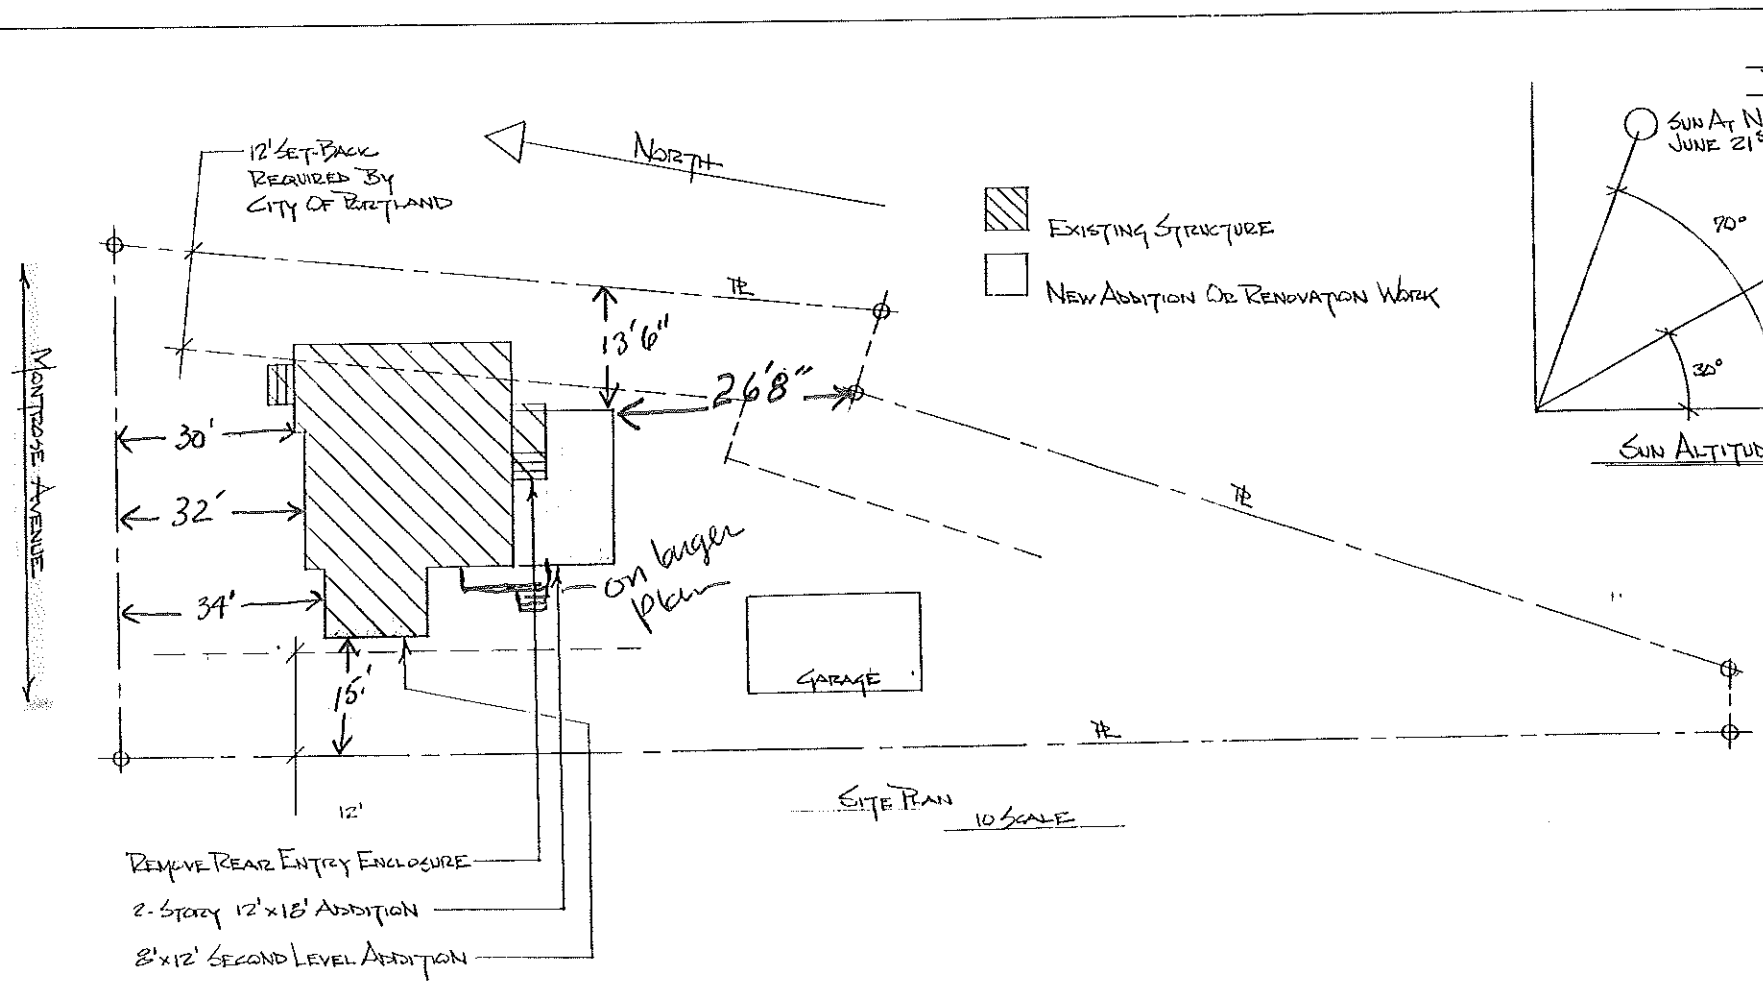 12' SET-BACK
REQUIRED BY
CITY OF PORTLAND
NORTH
SUN AT N
JUNE 21S
70°
30°
SUN ALTITUD
EXISTING STRUCTURE
NEW ADDITION OR RENOVATION WORK
PL
13'6"
26'8"
MONTROSE AVENUE
30'
32'
34'
15'
PL
on larger
plan
GARAGE
PL
12'
SITE PLAN
10 SCALE
REMOVE REAR ENTRY ENCLOSURE
2-STORY 12'x18' ADDITION
8'x12' SECOND LEVEL ADDITION